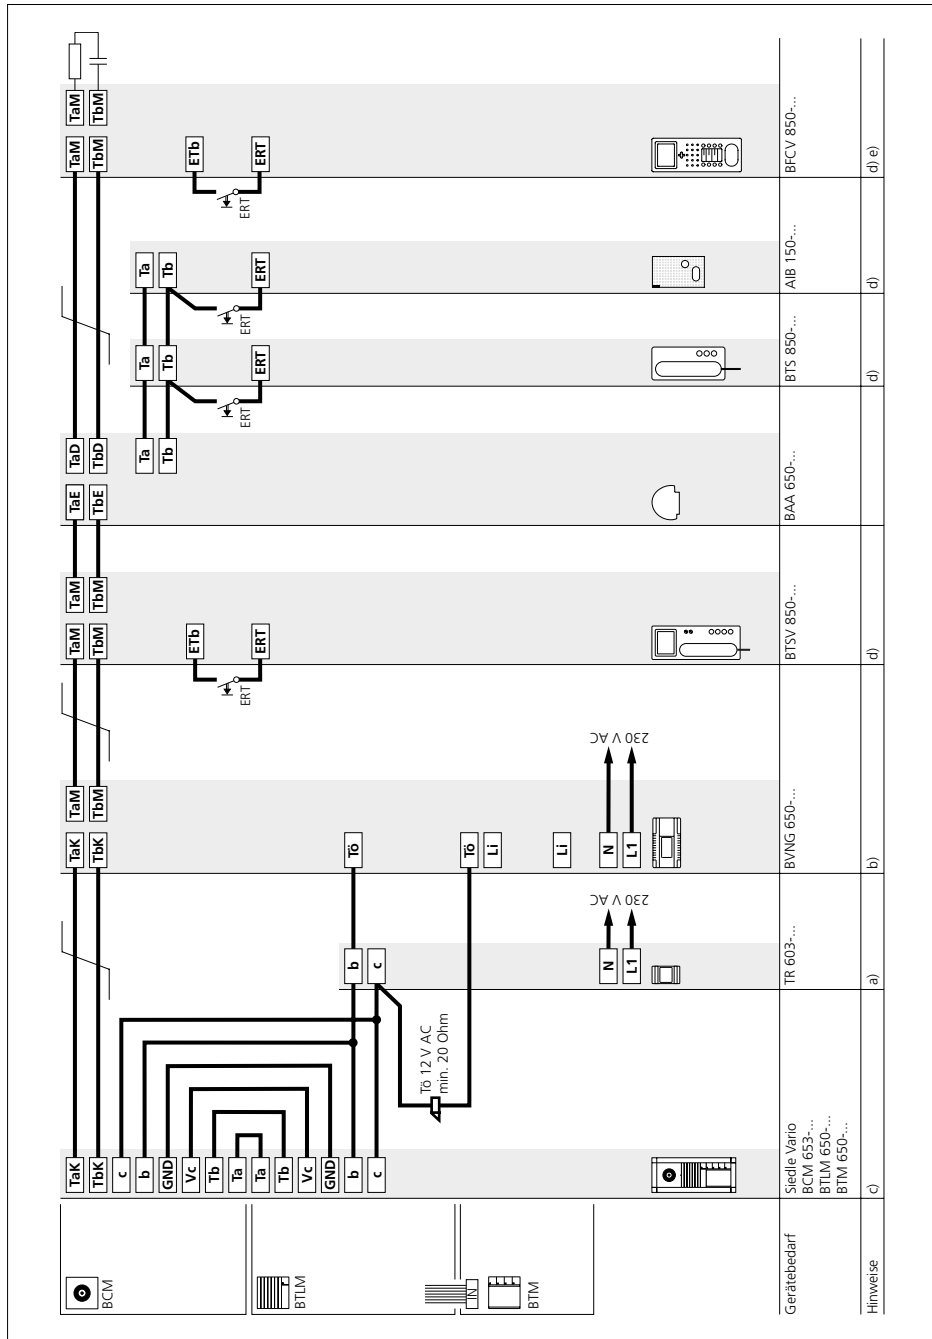 TaK TaK TaM TaM TaM TaE TaD TaM TaM
TbK TbK TbM TbM TbM TbE TbD TbM TbM
BCM
c
b Ta Ta Ta
GND Tb Tb Tb
Vc ETb ETb
Tb
Ta ERT ERT ERT ERT
Ta ERT ERT ERT ERT
Tb
BTLM
Vc
GND
b b Tö
c c
Tö 12 V AC
min. 20 Ohm
IN
Tö
Li
BTM
Li
N N
L1 L1
230 V AC 230 V AC
Gerätebedarf
Siedle Vario
BCM 653-...
BTLM 650-...
BTM 650-...
TR 603-...
BVNG 650-...
BTSV 850-...
BAA 650-...
BTS 850-...
AIB 150-...
BFCV 850-...
Hinweise
c) a) b) d) d) d) d) e)